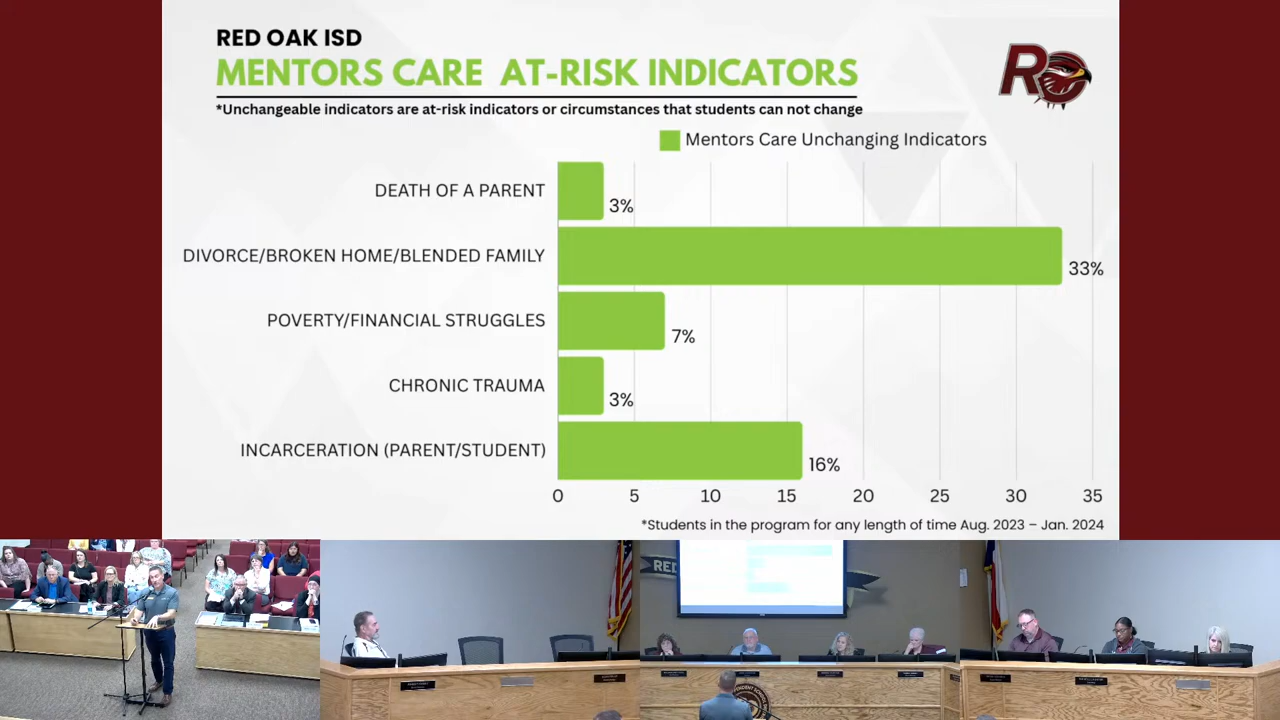 RED OAK ISD
MENTORS CARE AT-RISK INDICATORS
*Unchangeable indicators are at-risk indicators or circumstances that students can not change
RO
Mentors Care Unchanging Indicators
DEATH OF A PARENT
3%
DIVORCE/BROKEN HOME/BLENDED FAMILY
33%
POVERTY/FINANCIAL STRUGGLES
7%
CHRONIC TRAUMA
3%
INCARCERATION (PARENT/STUDENT)
16%
0 5 10 15 20 25 30 35
*Students in the program for any length of time Aug. 2023 – Jan. 2024
RED